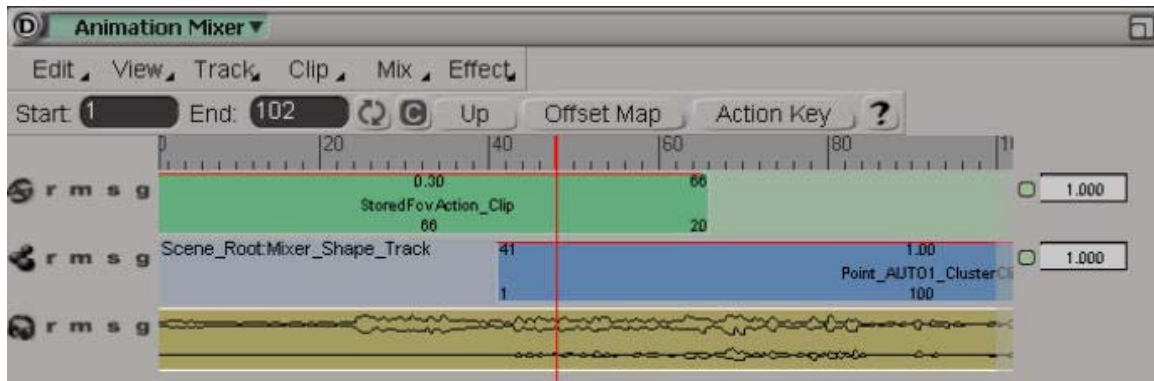 D Animation Mixer
Edit View Track Clip Mix Effect
Start: 1 End: 102 C Up Offset Map Action Key ?
0 20 40 60 80
r m s g 0.30 66 1.000
StoredFcvAction_Clip
66 20
r m s g Scene_Root:Mixer_Shape_Track 41 1.00 1.000
Point_AUTO1_ClusterCl
1 100
r m s g